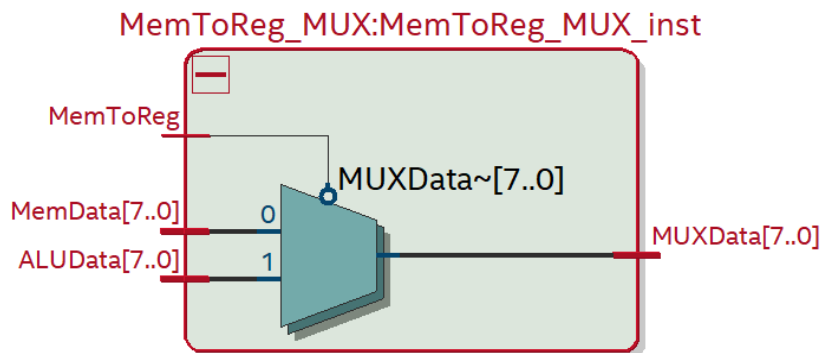 MemToReg_MUX:MemToReg_MUX_inst
MemToReg
MUXData~[7..0]
MemData[7..0]
0
ALUData[7..0]
1
MUXData[7..0]